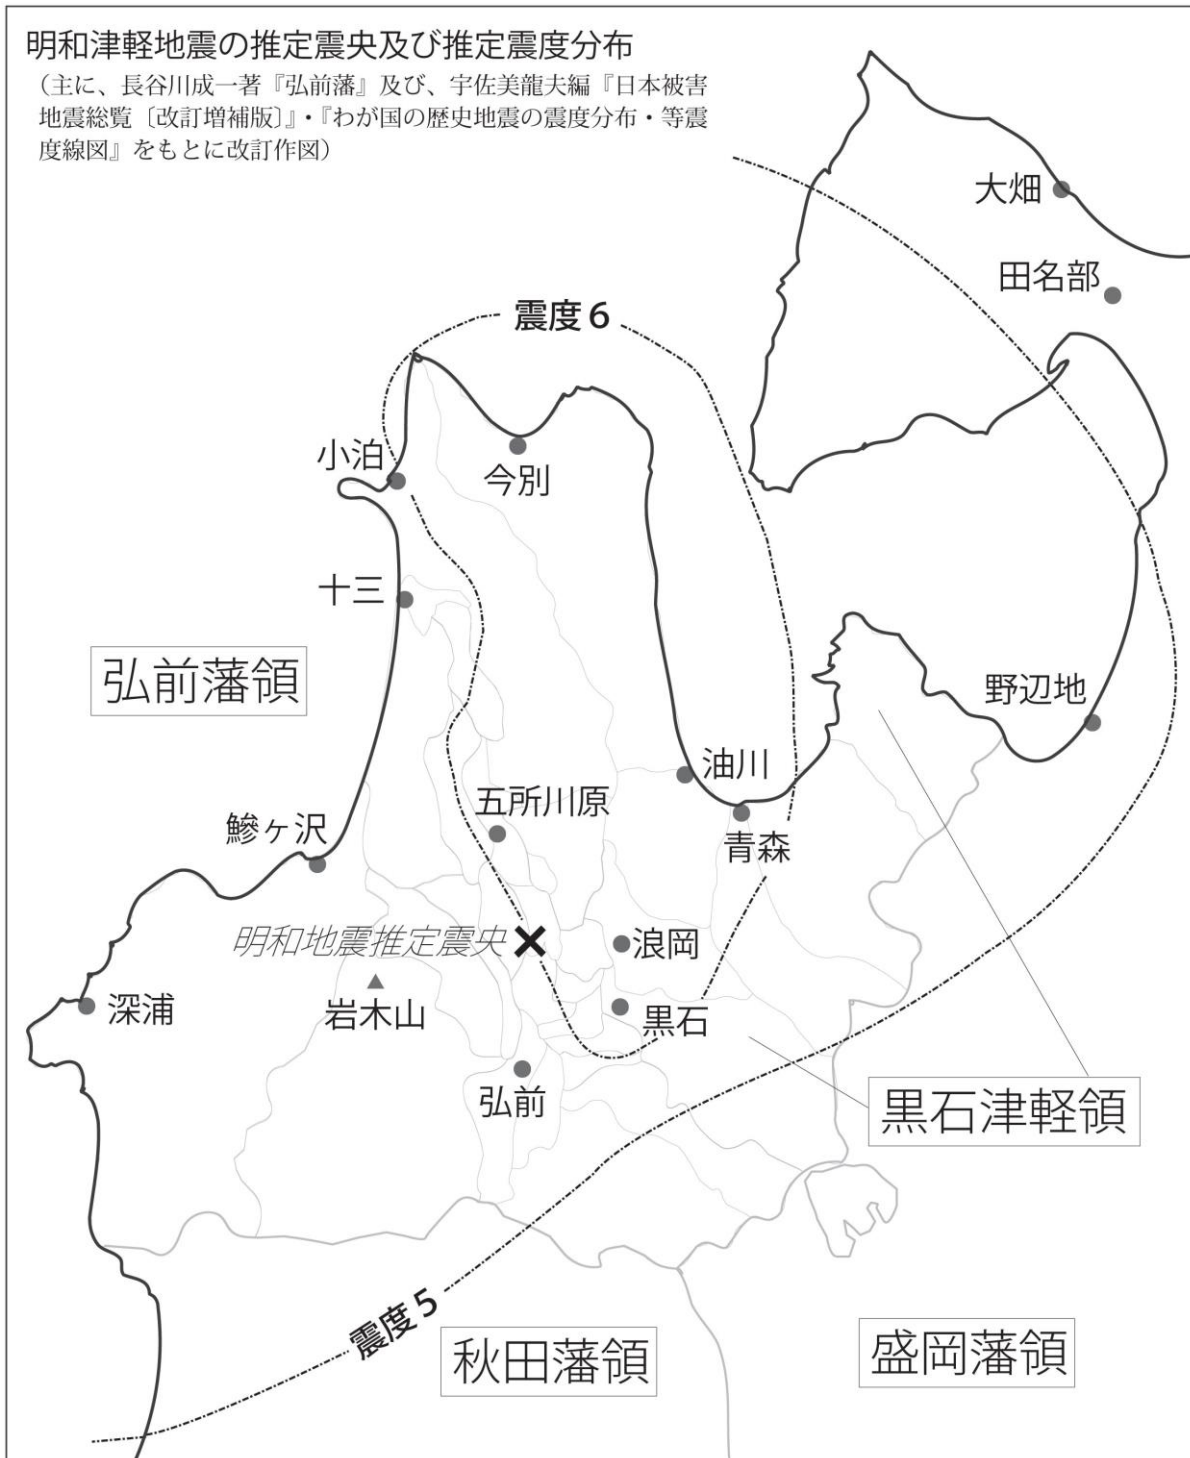 明和津軽地震の推定震央及び推定震度分布
（主に、長谷川成一著『弘前藩』及び、宇佐美龍夫編『日本被害
地震総覧〔改訂増補版〕』・『わが国の歴史地震の震度分布・等震
度線図』をもとに改訂作図）
大畑
田名部
震度６
小泊
今別
十三
弘前藩領
野辺地
油川
五所川原
鰺ヶ沢
青森
明和地震推定震央
浪岡
深浦
岩木山
黒石
弘前
黒石津軽領
震度５
秋田藩領
盛岡藩領